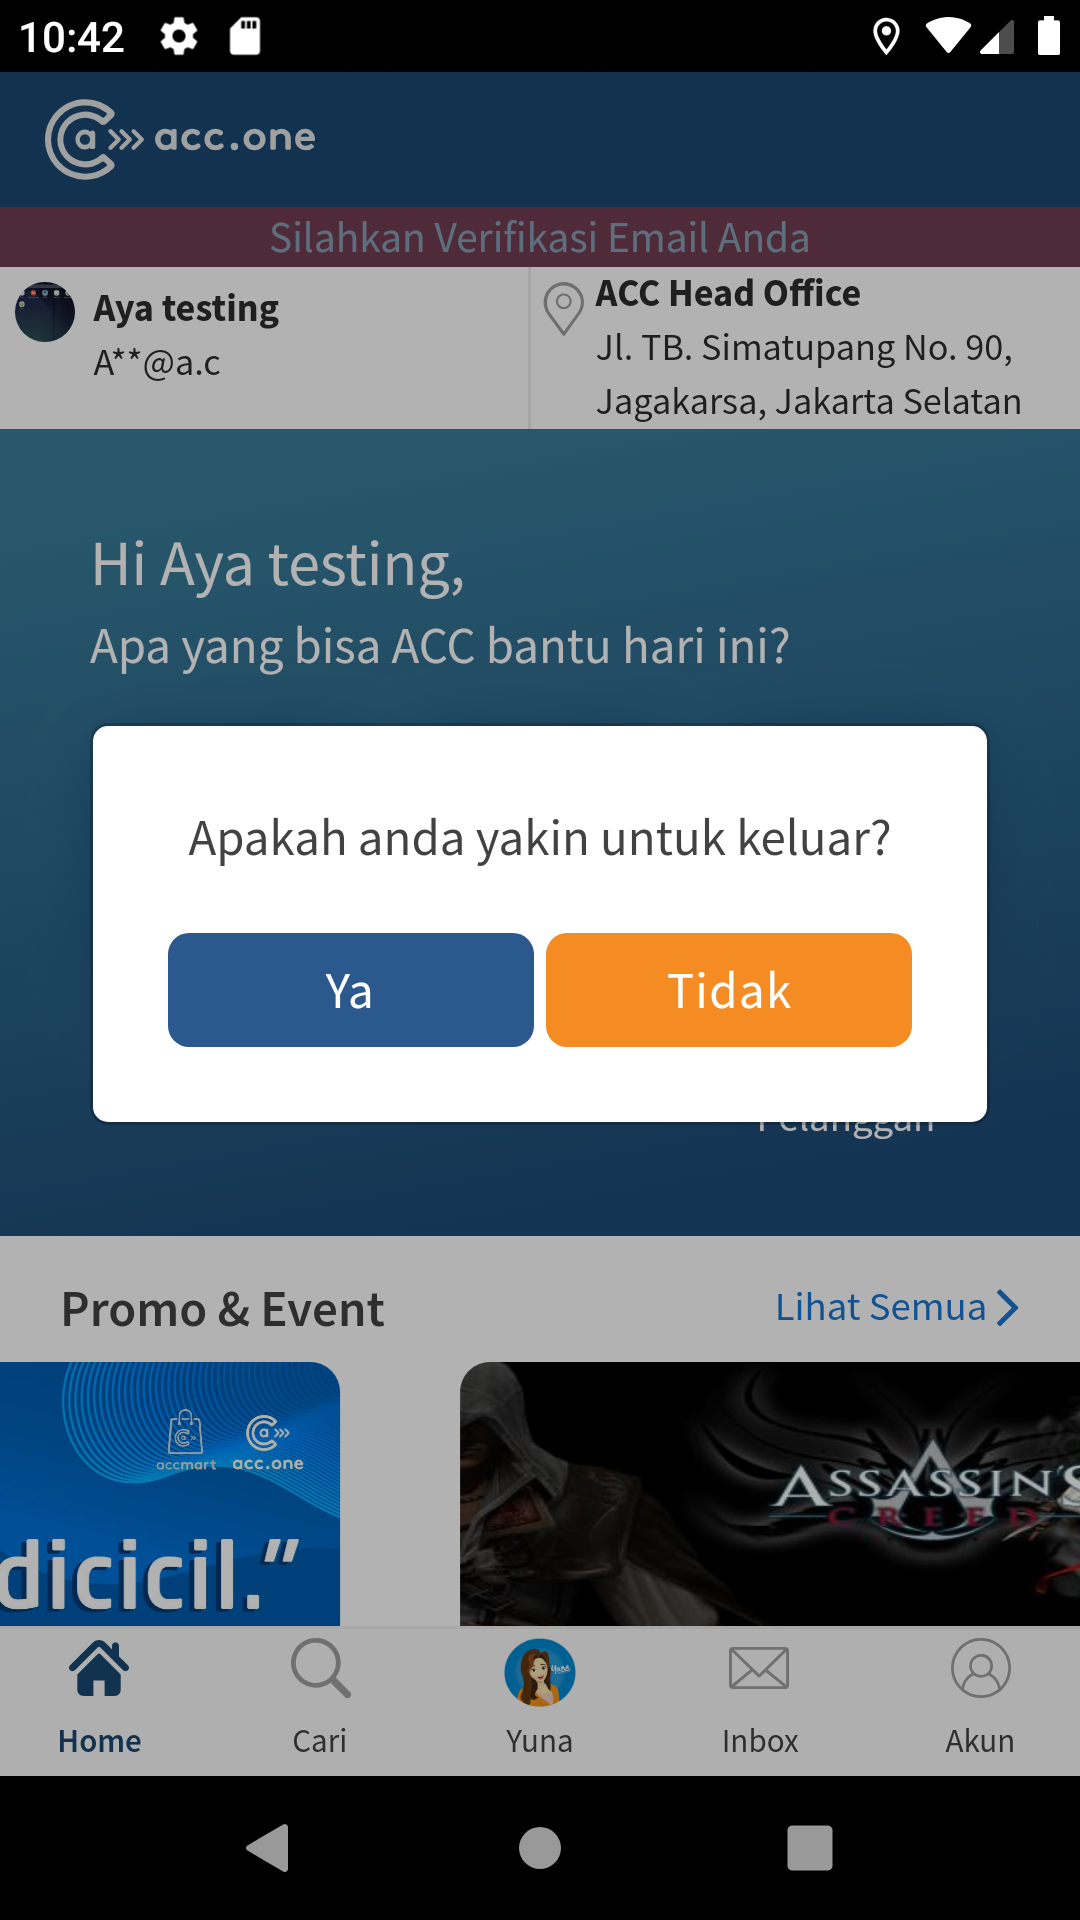 10:42
acc.one
Silahkan Verifikasi Email Anda
Aya testing
A**@a.c
ACC Head Office
Jl. TB. Simatupang No. 90,
Jagakarsa, Jakarta Selatan
Hi Aya testing,
Apa yang bisa ACC bantu hari ini?
Apakah anda yakin untuk keluar?
Ya
Tidak
Pelanggan
Promo & Event
Lihat Semua
accmart
acc.one
dicicil.”
ASSASSIN'S
CREED
Home
Cari
Yuna
Inbox
Akun